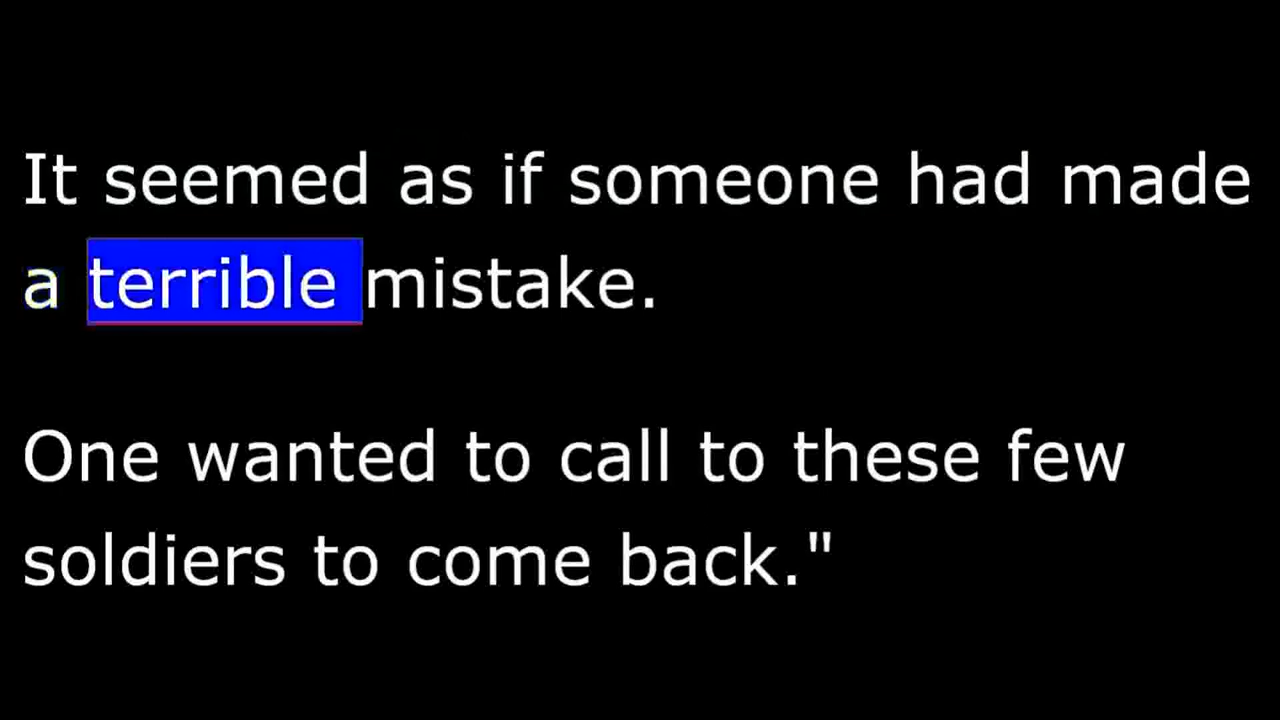 It seemed as if someone had made
a terrible mistake.
One wanted to call to these few
soldiers to come back."